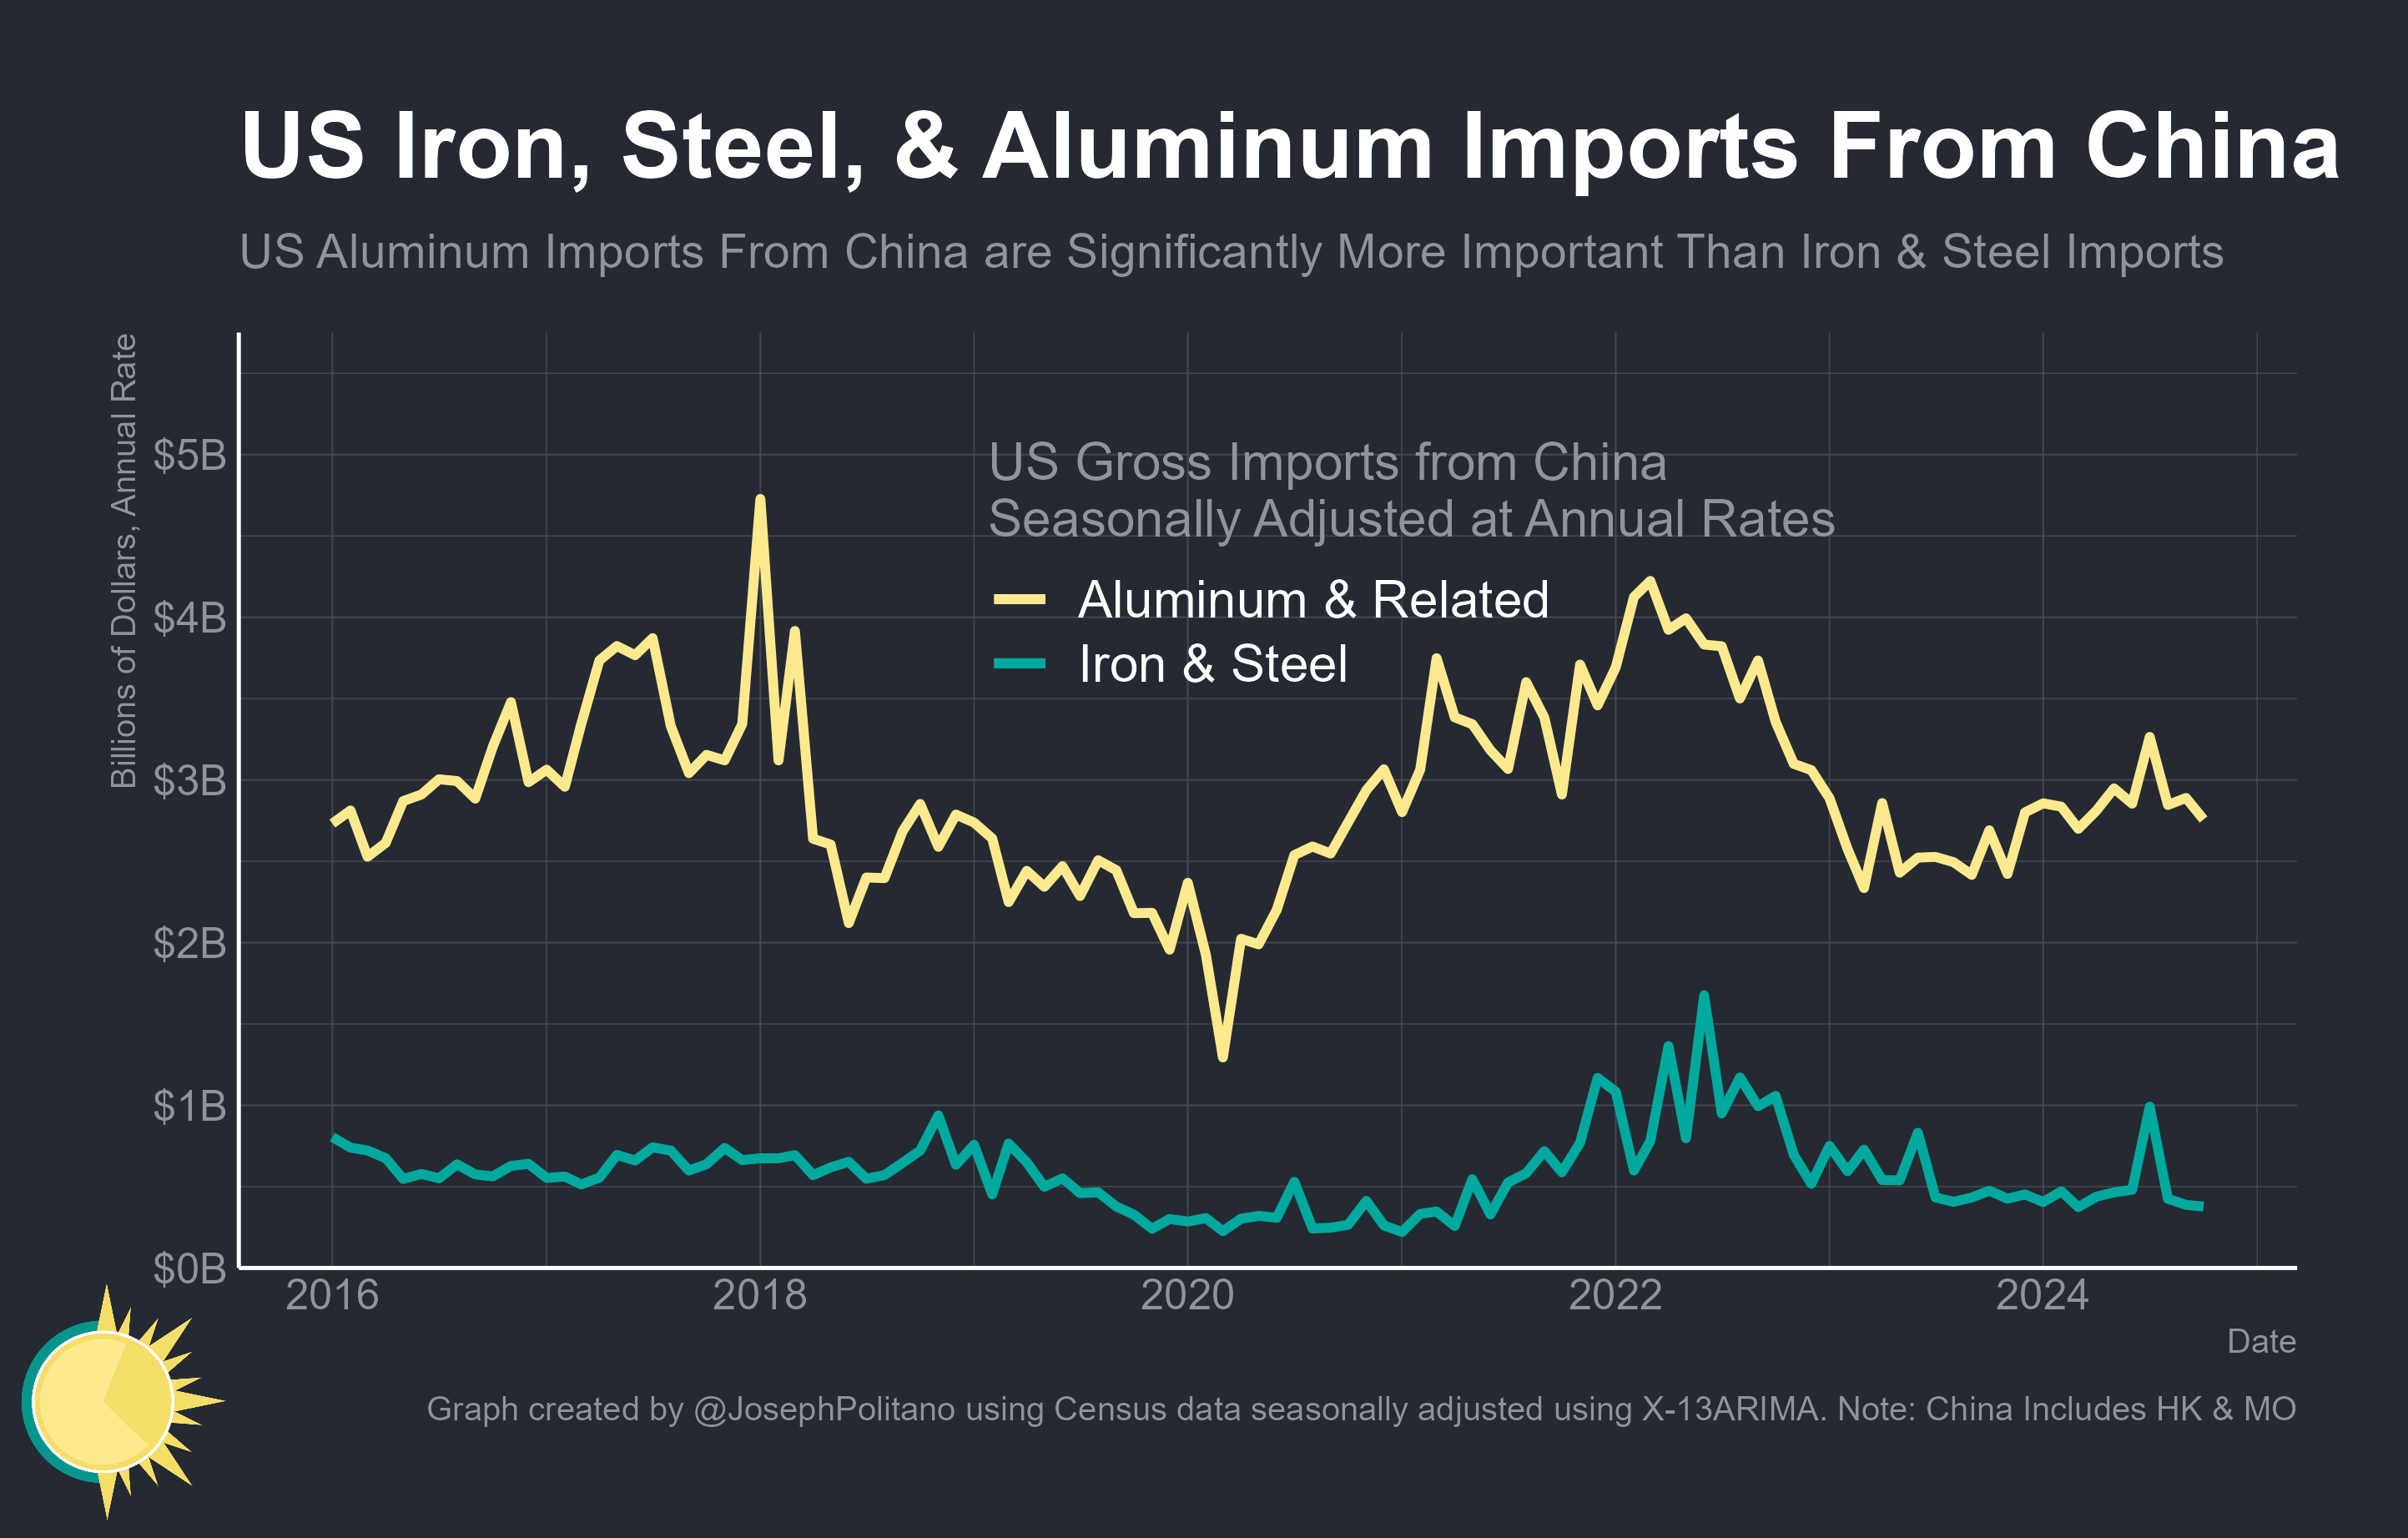 US Iron, Steel, & Aluminum Imports From China
US Aluminum Imports From China are Significantly More Important Than Iron & Steel Imports
Billions of Dollars, Annual Rate
$5B
$4B
$3B
$2B
$1B
$0B
US Gross Imports from China
Seasonally Adjusted at Annual Rates
Aluminum & Related
Iron & Steel
2016 2018 2020 2022 2024
Date
Graph created by @JosephPolitano using Census data seasonally adjusted using X-13ARIMA. Note: China Includes HK & MO